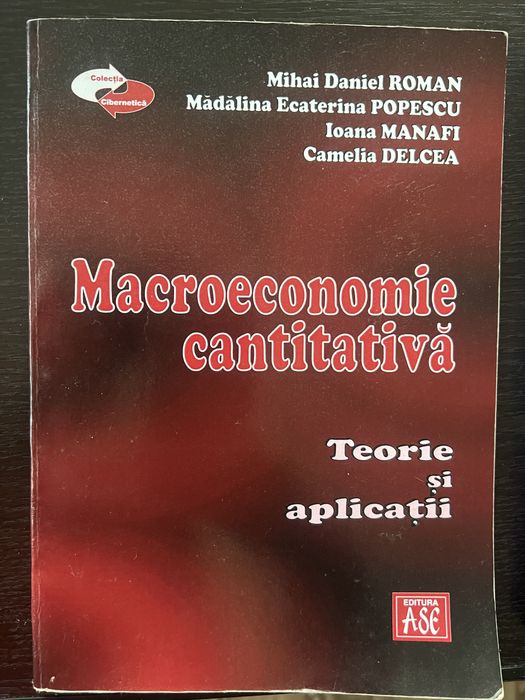 Colecția
Cibernetică
Mihai Daniel ROMAN
Mădălina Ecaterina POPESCU
Ioana MANAFI
Camelia DELCEA
Macroeconomie
cantitativă
Teorie
și
aplicații
EDITURA
ASE